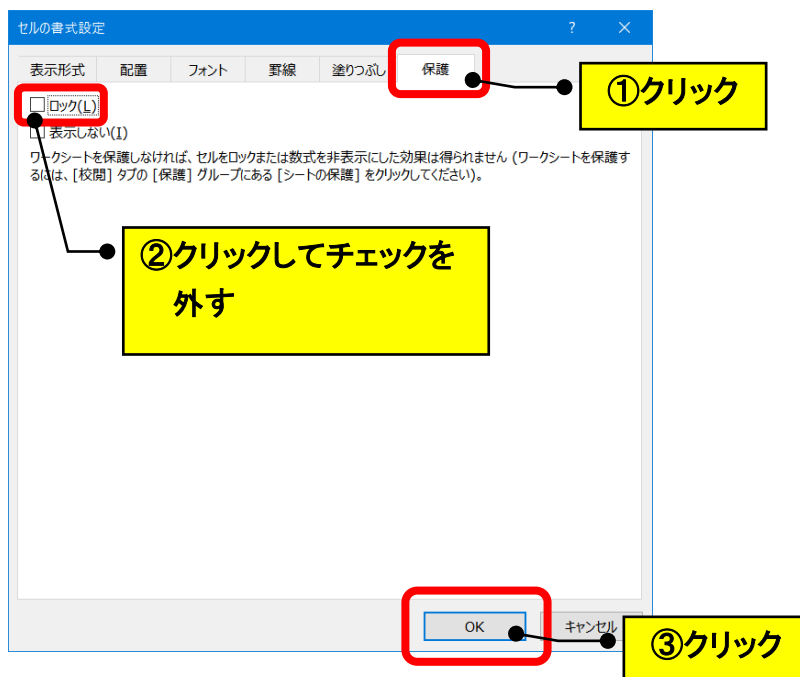 セルの書式設定
? ×
表示形式 配置 フォント 罫線 塗りつぶし 保護
①クリック
ロック(L)
表示しない(I)
ワークシートを保護しなければ、セルをロックまたは数式を非表示にした効果は得られません (ワークシートを保護す
るには、[校閲] タブの [保護] グループにある [シートの保護] をクリックしてください)。
②クリックしてチェックを
外す
OK キャンセル
③クリック